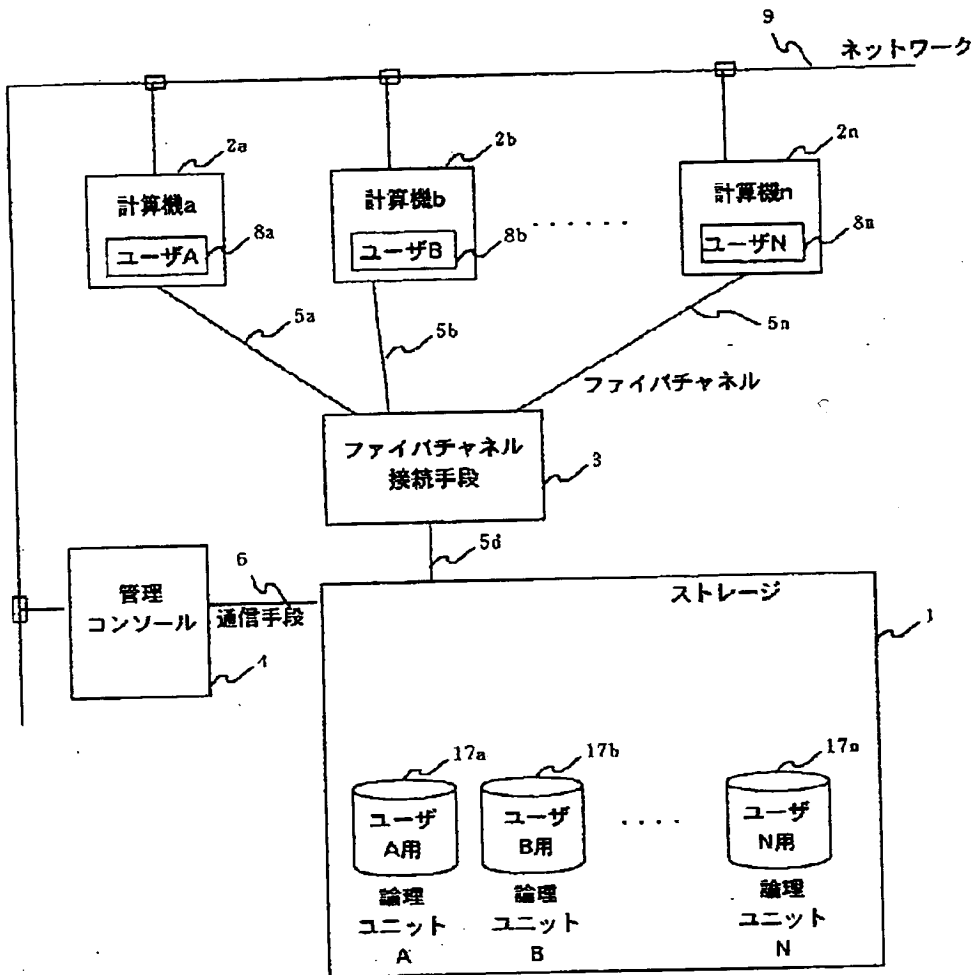 9
ネットワーク
2a
2b
2n
計算機a
計算機b
計算機n
8a
8b
8n
ユーザA
ユーザB
ユーザN
.....
5a
5b
5n
ファイバチャネル
ファイバチャネル
接続手段
3
5d
6
管理
コンソール
通信手段
4
ストレージ
1
17a
17b
17n
ユーザ
A用
ユーザ
B用
....
ユーザ
N用
論理
ユニット
A
論理
ユニット
B
論理
ユニット
N